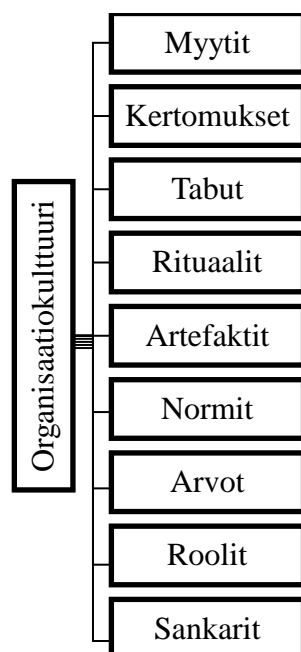 Organisaatiokulttuuri
Myytit
Kertomukset
Tabut
Rituaalit
Artefaktit
Normit
Arvot
Roolit
Sankarit